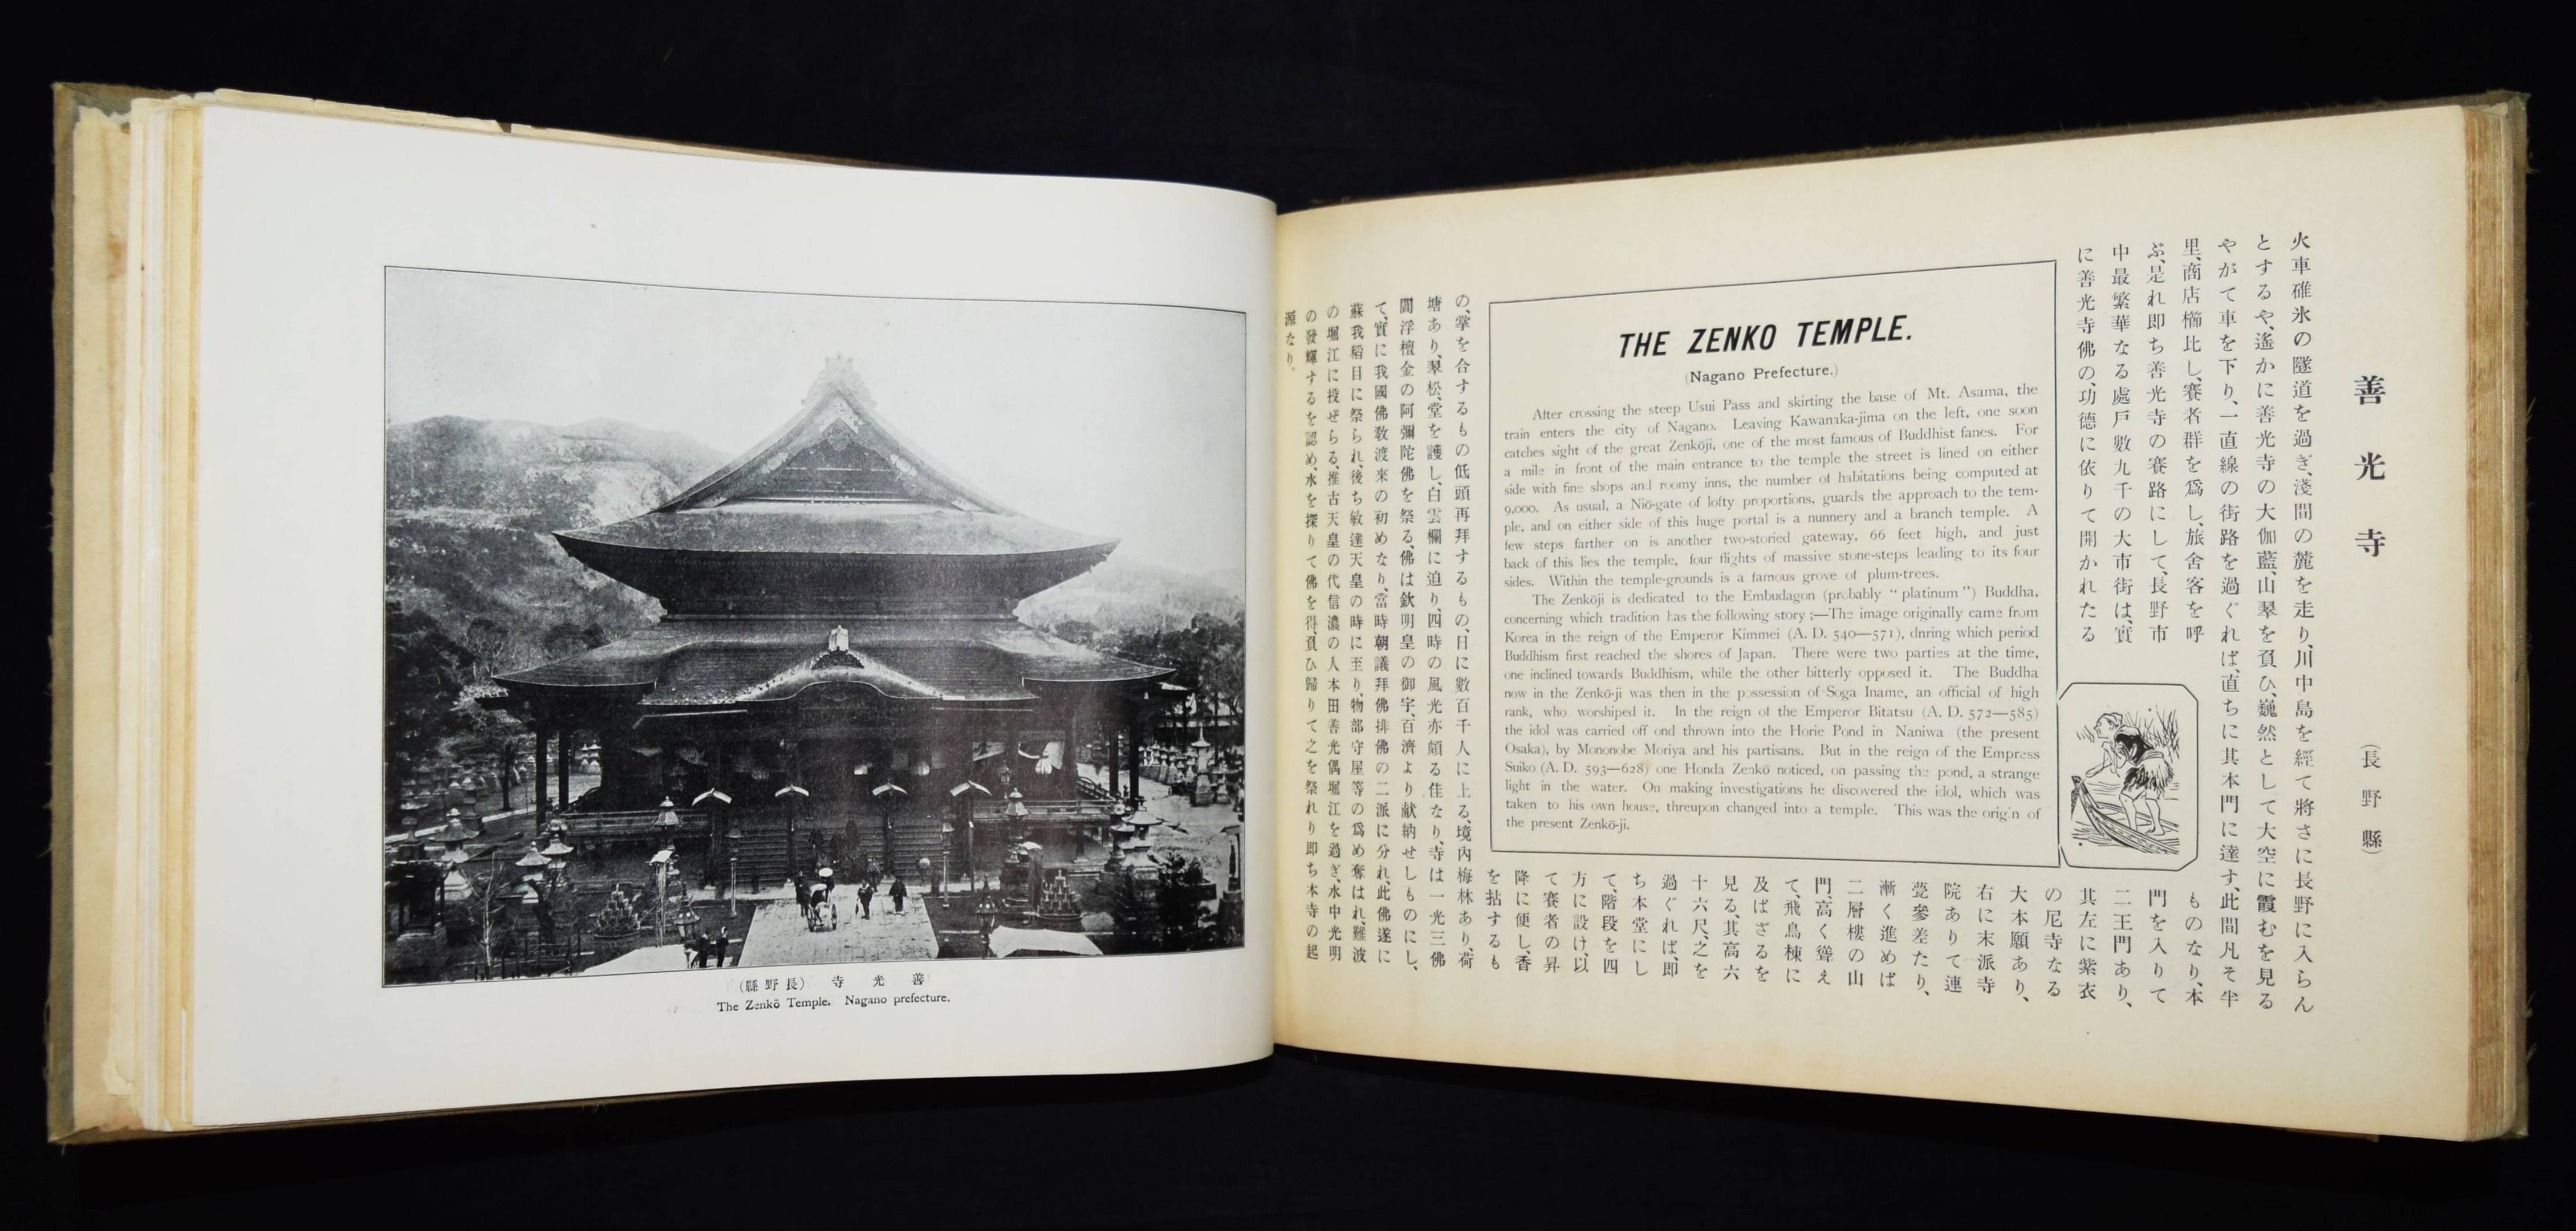 善光寺（長野縣）
The Zenkō Temple. Nagano prefecture.
善光寺
（長野縣）
火車碓氷の隧道を過ぎ、淺間の麓を走り、川中島を經て將さに長野に入らん
とするや、遙かに善光寺の大伽藍、山翠を負ひ、巍然として大空に霞むを見る
やがて車を下り、一直線の街路を過ぐれば、直ちに其本門に達す、此間凡そ半
里、商店櫛比し、賽者群を爲し、旅舍客を呼
ぶ、是れ即ち善光寺の賽路にして、長野市
中最繁華なる處戸數九千の大市街は、實
に善光寺佛の、功德に依りて開かれたる
ものなり、本
門を入りて
二王門あり、
其左に紫衣
の尼寺なる
大本願あり、
右に末派寺
院ありて連
甍參差たり、
漸く進めば
二層樓の山
門、高く聳え
て、飛鳥棟に
及ばざるを
見る、其高六
十六尺、之を
過ぐれば、即
ち本堂にし
て、階段を四
方に設け、以
て賽者の昇
降に便し、香
を拈するも
の、掌を合するもの低頭再拜するもの、日に數百千人に上る、境內梅林あり、荷
塘あり、翠松、堂を護し、白雲欄に迫り、四時の風光亦頗る佳なり、寺は一光三佛
閻浮檀金の阿彌陀佛を祭る、佛は欽明皇の御宇、百濟より献納せしものにし、
て、實に我國佛敎渡來の初めなり、當時朝議拜佛排佛の二派に分れ、此佛遂に
蘇我稻目に祭られ、後ち敏達天皇の時に至り、物部守屋等の爲め奪はれ、難波
の堀江に投ぜらる、推古天皇の代信濃の人本田善光偶堀江を過ぎ、水中光明
の發輝するを認め、水を探りて佛を得、負ひ歸りて之を祭れり即ち本寺の起
源なり。
THE ZENKO TEMPLE.
(Nagano Prefecture.)
After crossing the steep Usui Pass and skirting the base of Mt. Asama, the
train enters the city of Nagano. Leaving Kawanaka-jima on the left, one soon
catches sight of the great Zenkōji, one of the most famous of Buddhist fanes. For
a mile in front of the main entrance to the temple the street is lined on either
side with fine shops and roomy inns, the number of habitations being computed at
9,000. As usual, a Niō-gate of lofty proportions, guards the approach to the tem-
ple, and on either side of this huge portal is a nunnery and a branch temple. A
few steps farther on is another two-storied gateway, 66 feet high, and just
back of this lies the temple, four flights of massive stone-steps leading to its four
sides. Within the temple-grounds is a famous grove of plum-trees.
The Zenkōji is dedicated to the Embudagon (probably “ platinum ”) Buddha,
concerning which tradition has the following story ;—The image originally came from
Korea in the reign of the Emperor Kimmei (A. D. 540—571), dnring which period
Buddhism first reached the shores of Japan. There were two parties at the time,
one inclined towards Buddhism, while the other bitterly opposed it. The Buddha
now in the Zenkō-ji was then in the possession of Soga Iname, an official of high
rank, who worshiped it. In the reign of the Emperor Bitatsu (A. D. 572—585)
the idol was carried off ond thrown into the Horie Pond in Naniwa (the present
Osaka), by Mononobe Moriya and his partisans. But in the reign of the Empress
Suiko (A. D. 593—628) one Honda Zenkō noticed, on passing the pond, a strange
light in the water. On making investigations he discovered the idol, which was
taken to his own house, threupon changed into a temple. This was the origin of
the present Zenkō-ji.